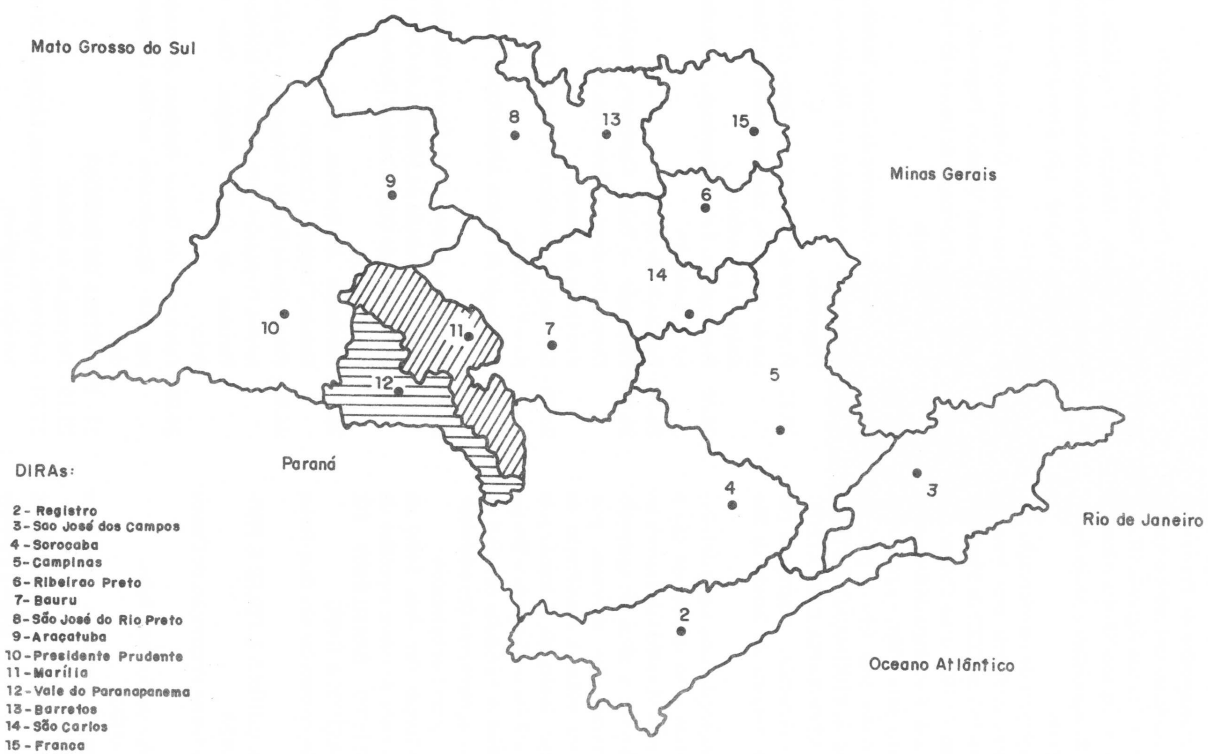 Mato Grosso do Sul
8
13
15
Minas Gerais
9
6
14
10
11
7
12
5
Paraná
4
3
Rio de Janeiro
2
Oceano Atlântico
DIRAs:
2- Registro
3- Sao José dos Campos
4- Sorocaba
5- Campinas
6- Ribeirao Preto
7- Bauru
8- São José do Rio Preto
9- Araçatuba
10- Presidente Prudente
11- Marília
12- Vale do Paranapanema
13- Barretos
14- São Carlos
15- Franca